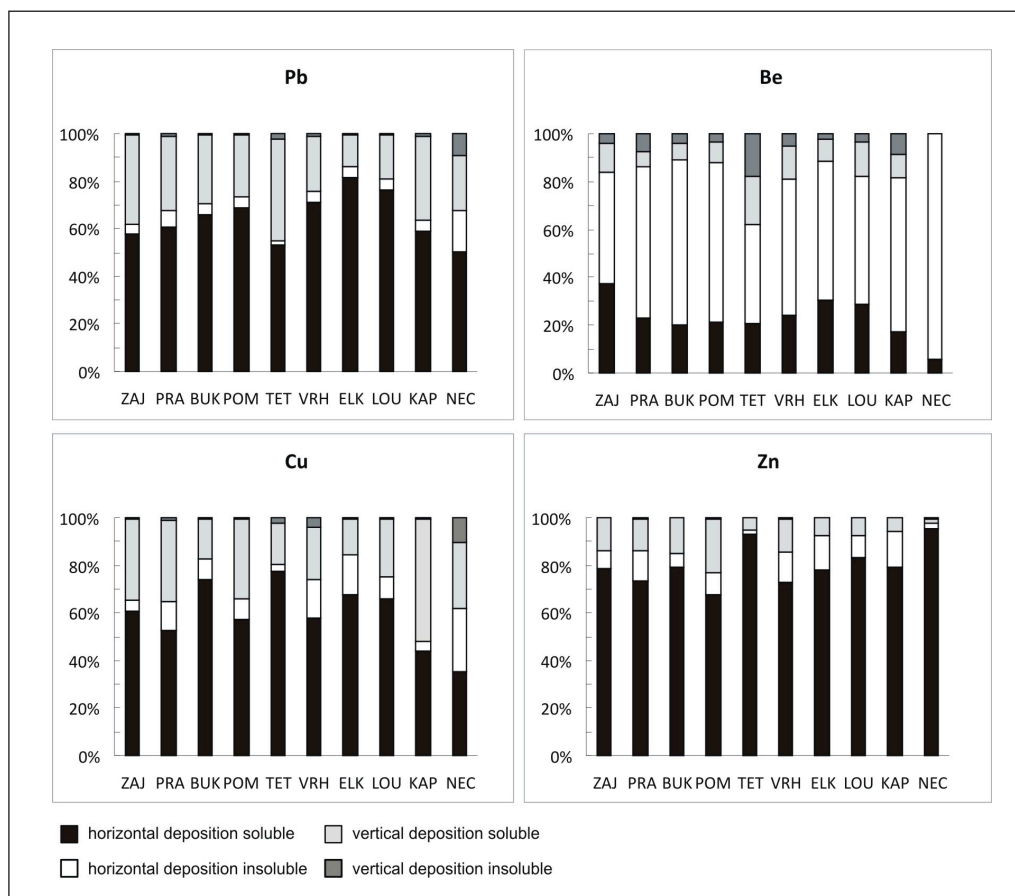 Pb
100%
80%
60%
40%
20%
0%
ZAJ PRA BUK POM TET VRH ELK LOU KAP NEC
Be
100%
80%
60%
40%
20%
0%
ZAJ PRA BUK POM TET VRH ELK LOU KAP NEC
Cu
100%
80%
60%
40%
20%
0%
ZAJ PRA BUK POM TET VRH ELK LOU KAP NEC
Zn
100%
80%
60%
40%
20%
0%
ZAJ PRA BUK POM TET VRH ELK LOU KAP NEC
horizontal deposition soluble
vertical deposition soluble
horizontal deposition insoluble
vertical deposition insoluble